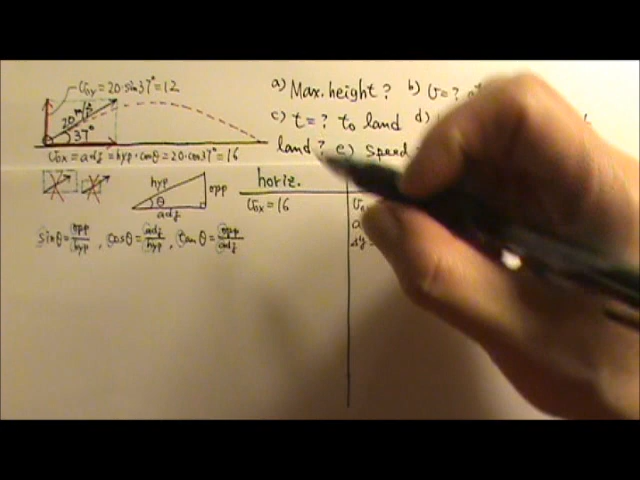 V₀y = 20·sin37° = 12
20 m/s
37°
V₀x = adj = hyp·cosθ = 20·cos37° = 16
a) Max. height? b) V = ?
c) t = ? to land d)
land? e) speed
hyp
opp
θ
adj
sinθ = opp/hyp , cosθ = adj/hyp , tanθ = opp/adj
horiz.
V₀x = 16